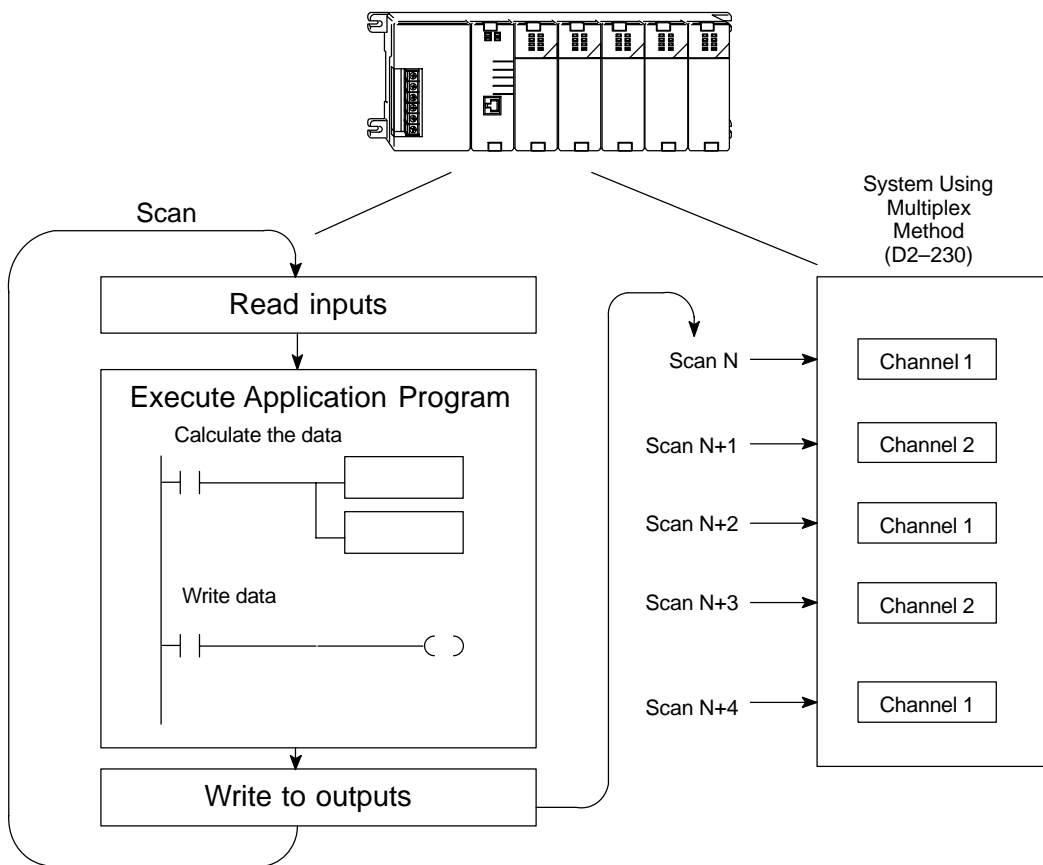 System Using
Multiplex
Method
(D2–230)
Scan
Read inputs
Execute Application Program
Calculate the data
Write data
Write to outputs
Scan N
Channel 1
Scan N+1
Channel 2
Scan N+2
Channel 1
Scan N+3
Channel 2
Scan N+4
Channel 1